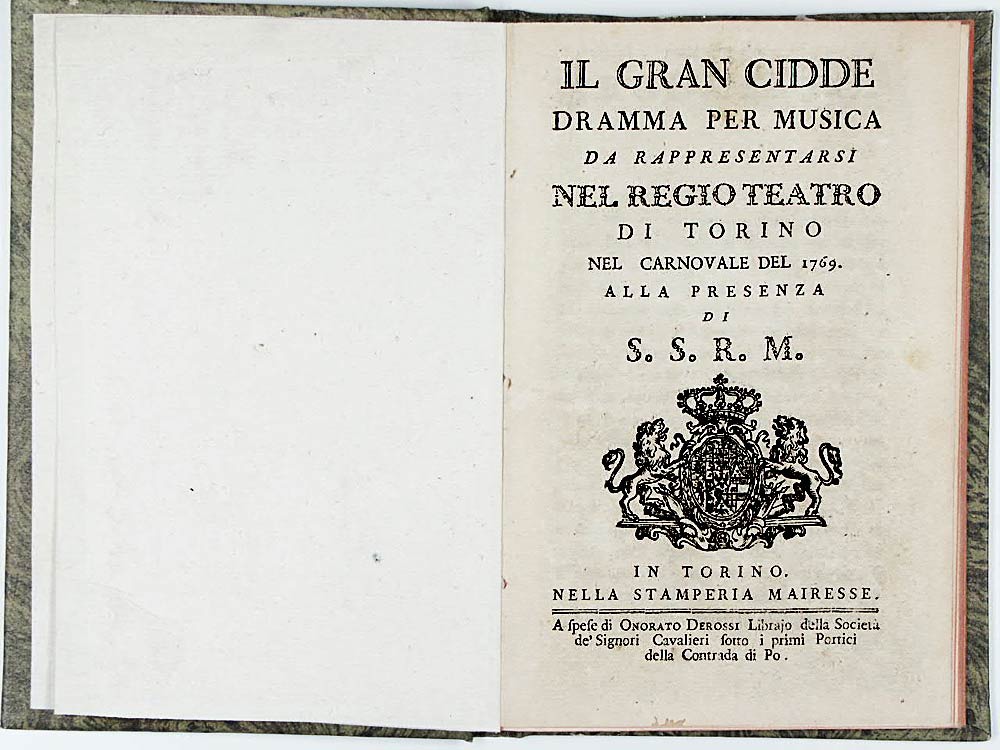 IL GRAN CIDDE
DRAMMA PER MUSICA
DA RAPPRESENTARSI
NEL REGIO TEATRO
DI TORINO
NEL CARNOVALE DEL 1769.
ALLA PRESENZA
DI
S. S. R. M.
IN TORINO.
NELLA STAMPERIA MAIRESSE.
A ſpeſe di ONORATO DEROSSI Librajo della Società
de' Signori Cavalieri ſotto i primi Portici
della Contrada di Po.